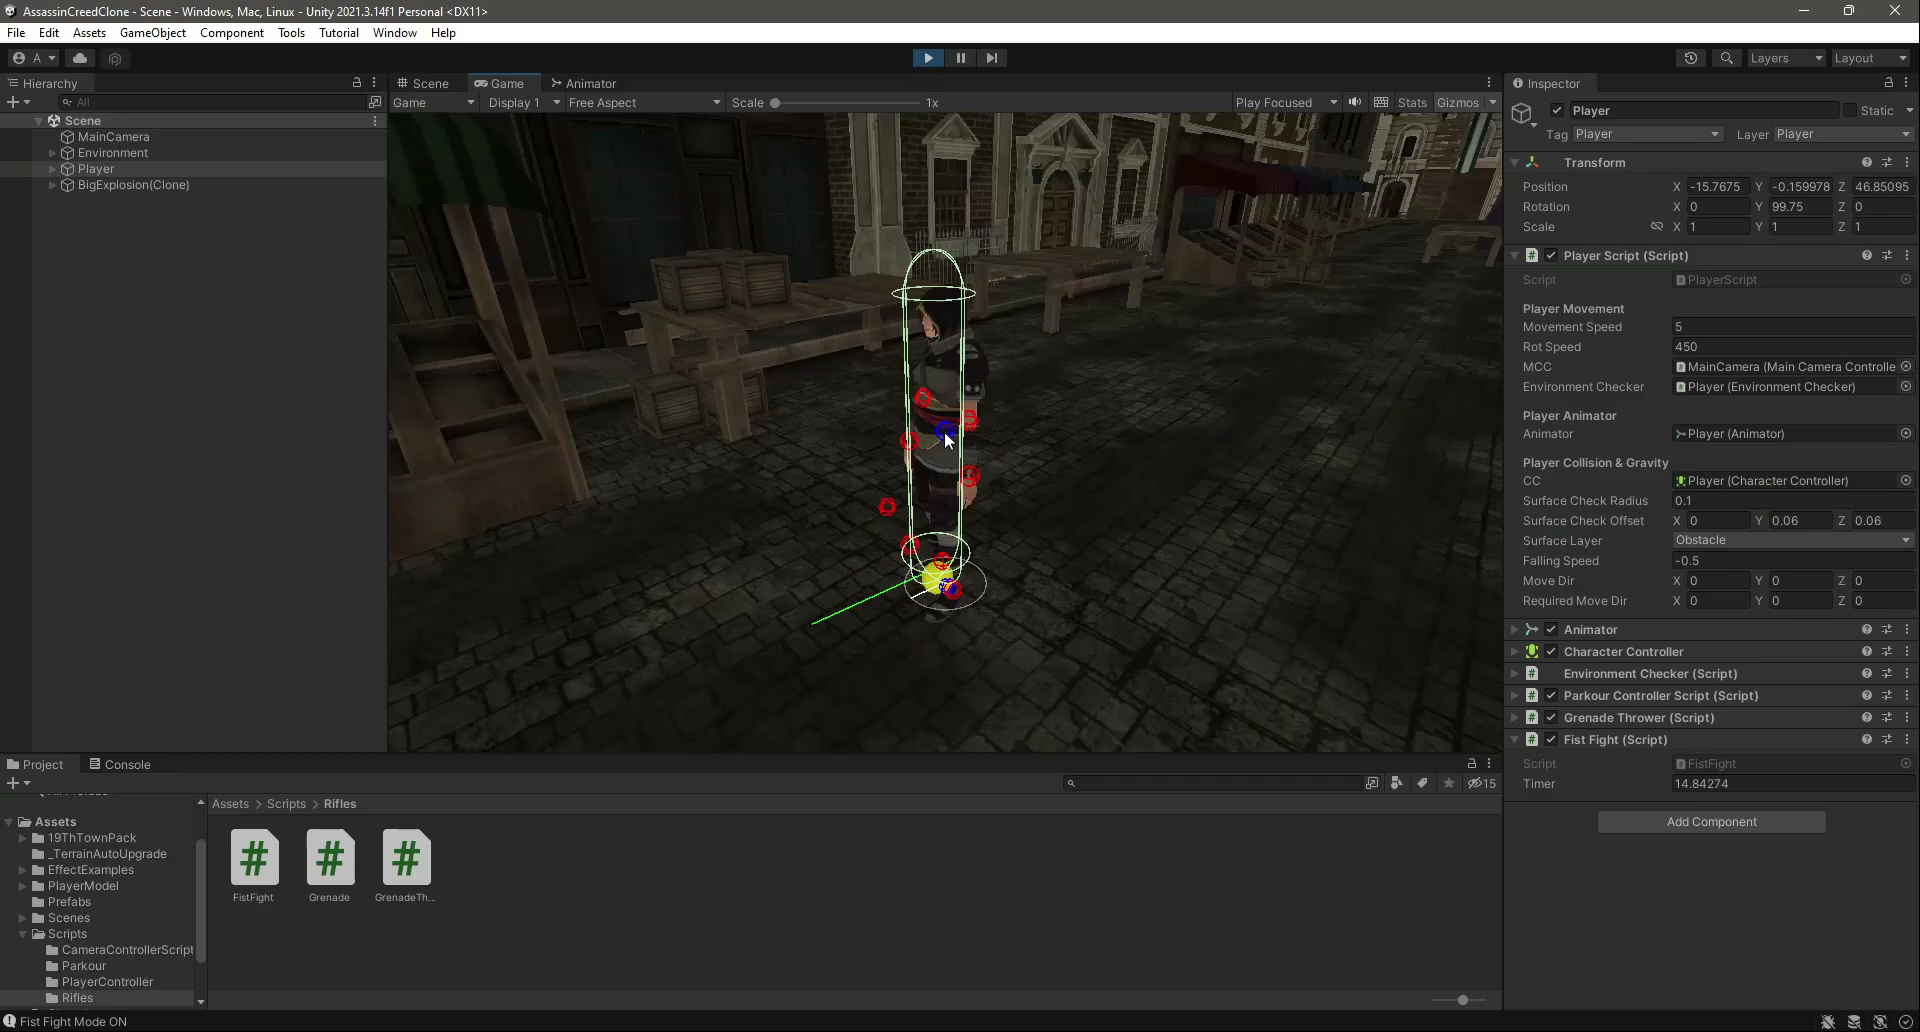 AssassinCreedClone - Scene - Windows, Mac, Linux - Unity 2021.3.14f1 Personal <DX11>
File Edit Assets GameObject Component Tools Tutorial Window Help
A Layers Layout
Hierarchy
All
Scene
MainCamera
Environment
Player
BigExplosion(Clone)
Scene Game Animator
Game Display 1 Free Aspect Scale 1x Play Focused Stats Gizmos
Inspector
Player Static
Tag Player Layer Player
Transform
Position X -15.7675 Y -0.159978 Z 46.85095
Rotation X 0 Y 99.75 Z 0
Scale X 1 Y 1 Z 1
Player Script (Script)
Script PlayerScript
Player Movement
Movement Speed 5
Rot Speed 450
MCC MainCamera (Main Camera Controlle
Environment Checker Player (Environment Checker)
Player Animator
Animator Player (Animator)
Player Collision & Gravity
CC Player (Character Controller)
Surface Check Radius 0.1
Surface Check Offset X 0 Y 0.06 Z 0.06
Surface Layer Obstacle
Falling Speed -0.5
Move Dir X 0 Y 0 Z 0
Required Move Dir X 0 Y 0 Z 0
Animator
Character Controller
Environment Checker (Script)
Parkour Controller Script (Script)
Grenade Thrower (Script)
Fist Fight (Script)
Script FistFight
Timer 14.84274
Add Component
Project Console
15
Assets
19ThTownPack
_TerrainAutoUpgrade
EffectExamples
PlayerModel
Prefabs
Scenes
Scripts
CameraControllerScript
Parkour
PlayerController
Rifles
Assets > Scripts > Rifles
FistFight Grenade GrenadeTh...
Fist Fight Mode ON